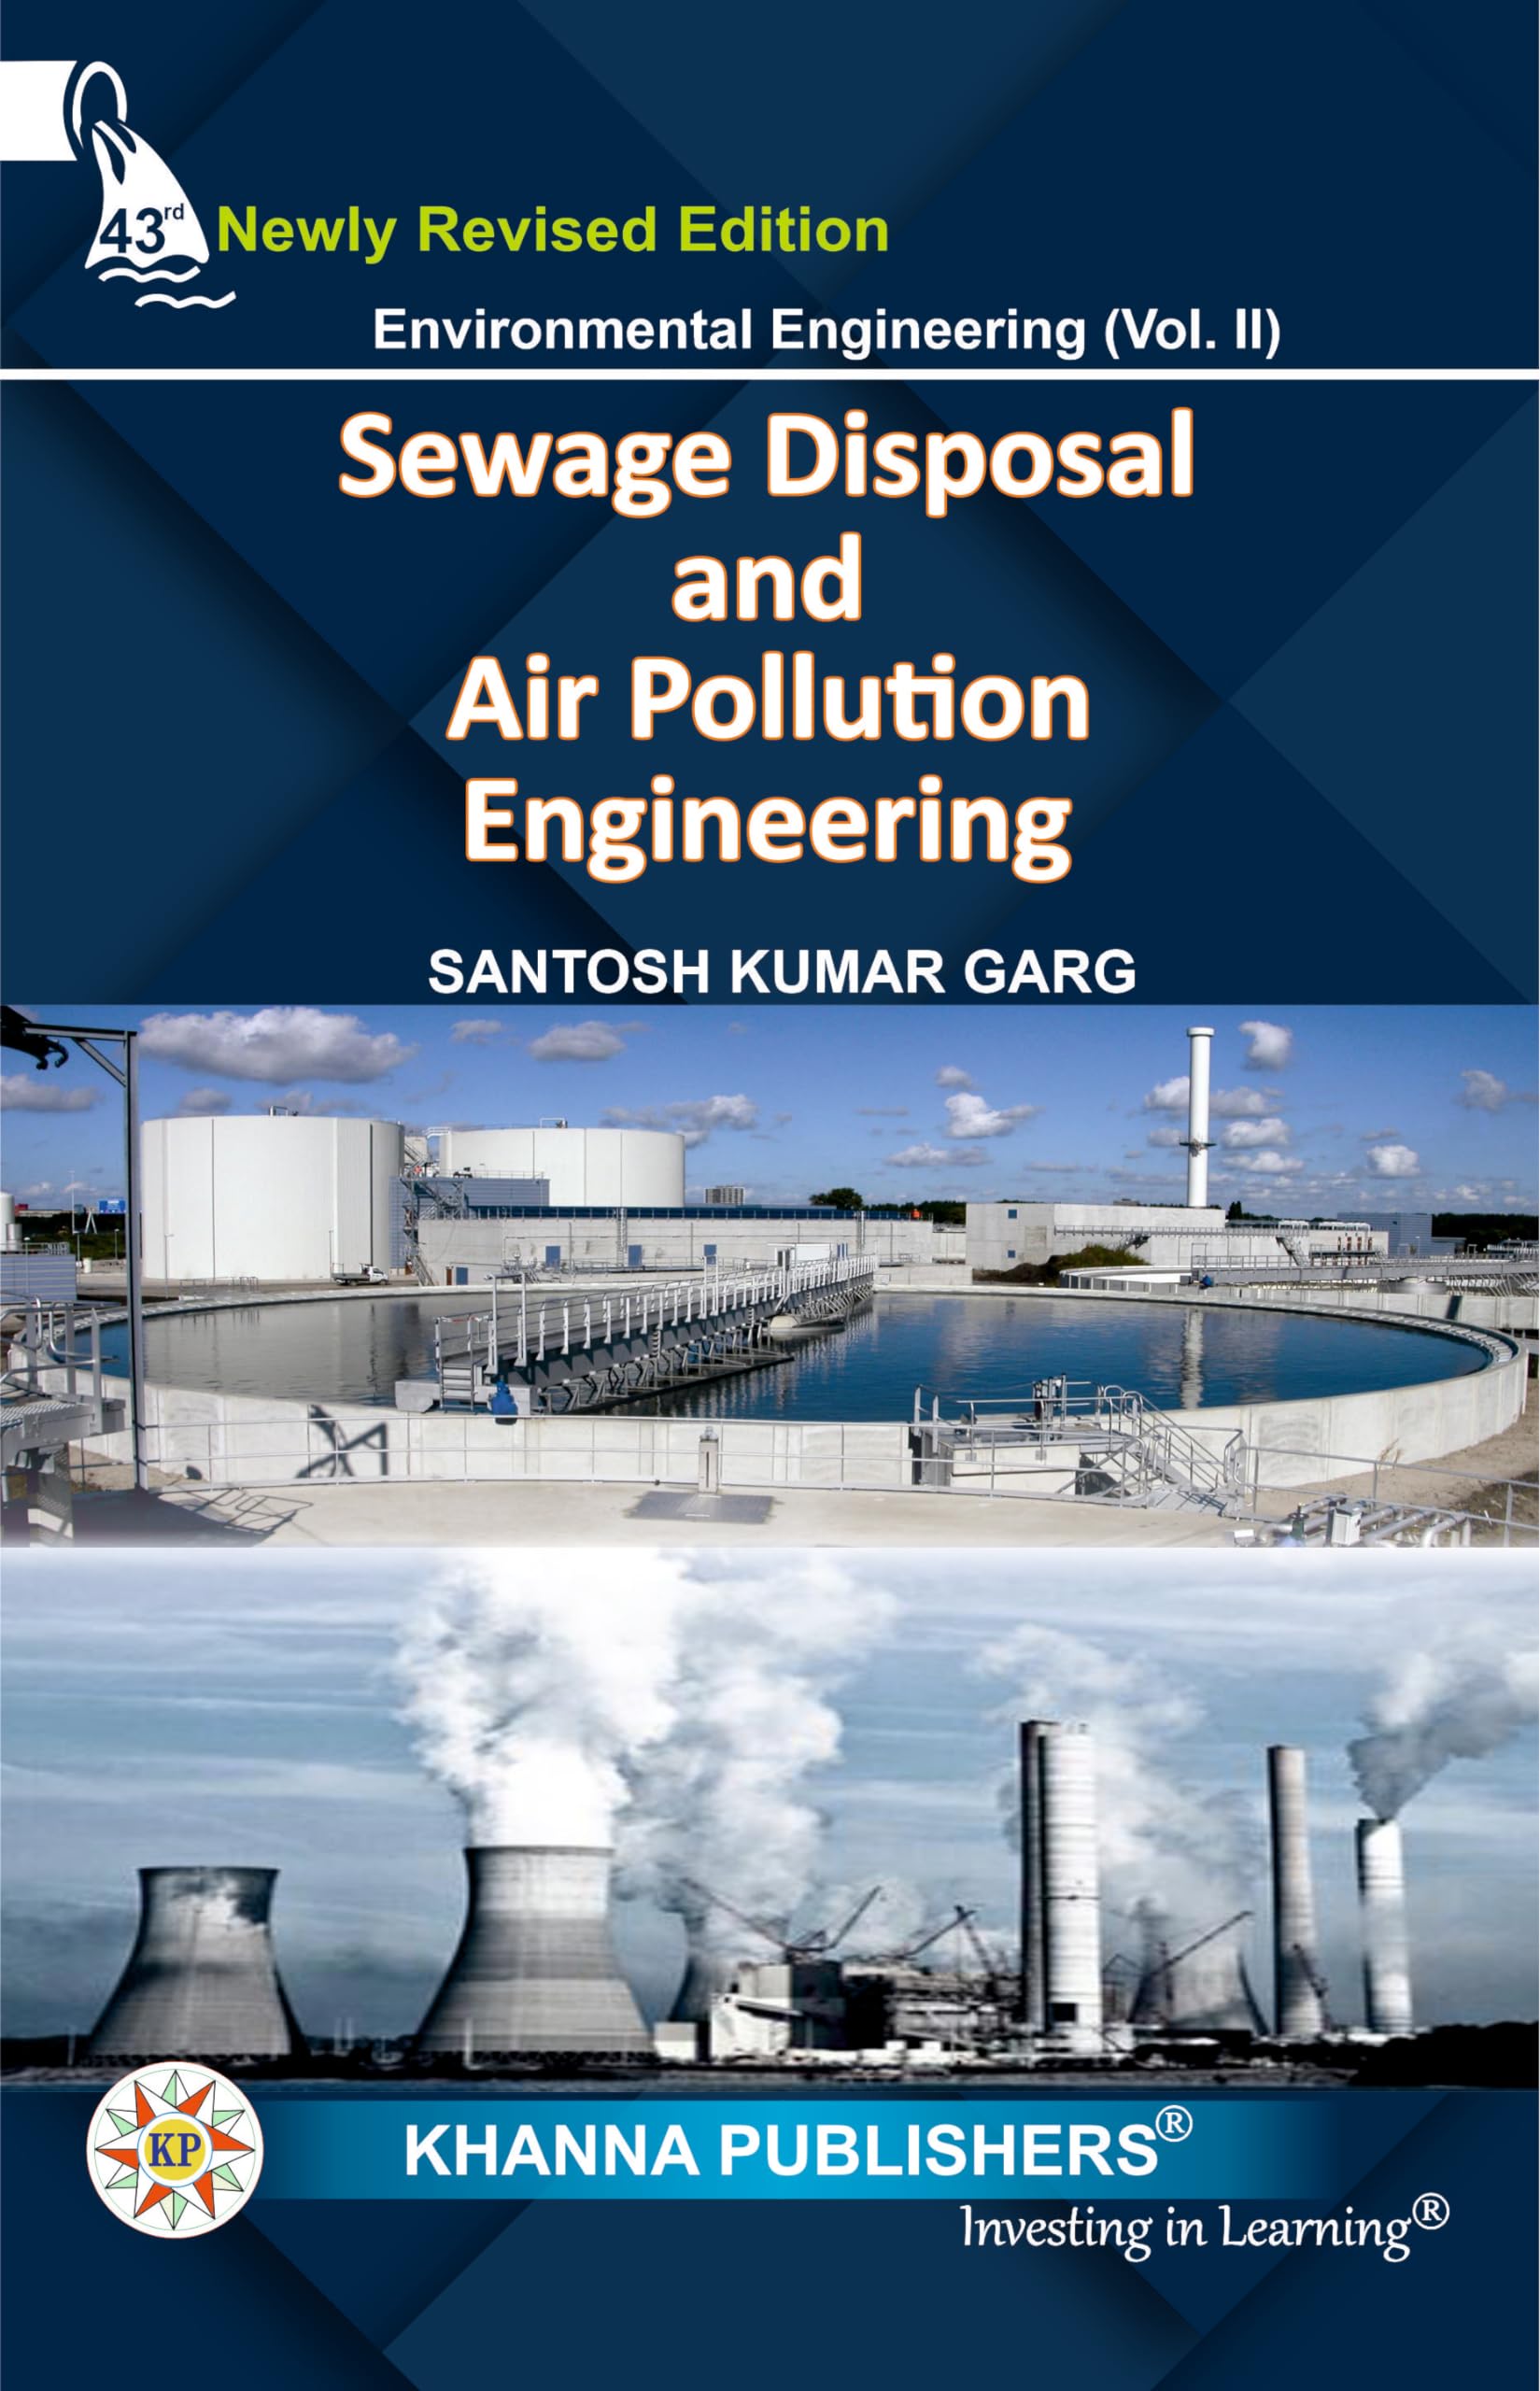 43rd Newly Revised Edition
Environmental Engineering (Vol. II)
Sewage Disposal
and
Air Pollution
Engineering
SANTOSH KUMAR GARG
KP
KHANNA PUBLISHERS®
Investing in Learning®